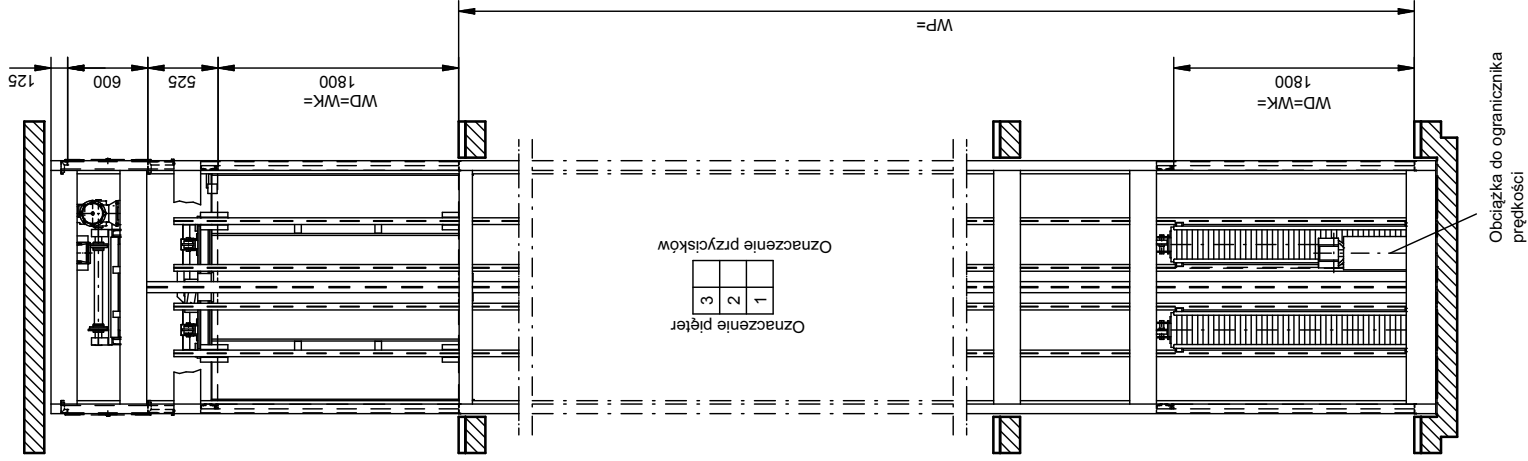 WP=
125
600
525
1800
WD=WK=
1800
WD=WK=
Oznaczenie przycisków
3
2
1
Oznaczenie pięter
Obciążka do ogranicznika
prędkości